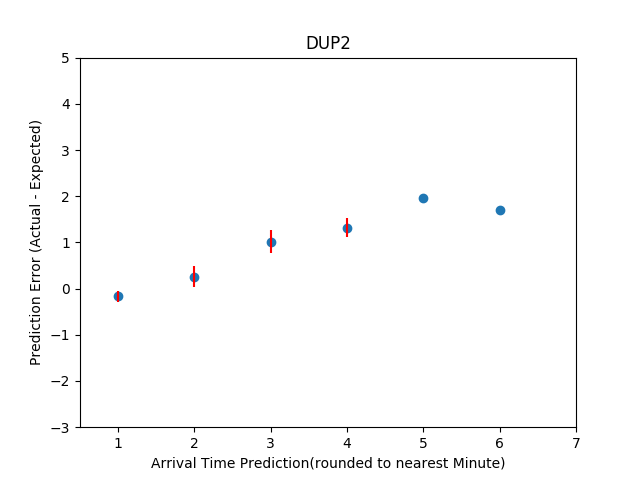 DUP2
Prediction Error (Actual - Expected)
5
4
3
2
1
0
−1
−2
−3
1 2 3 4 5 6 7
Arrival Time Prediction(rounded to nearest Minute)